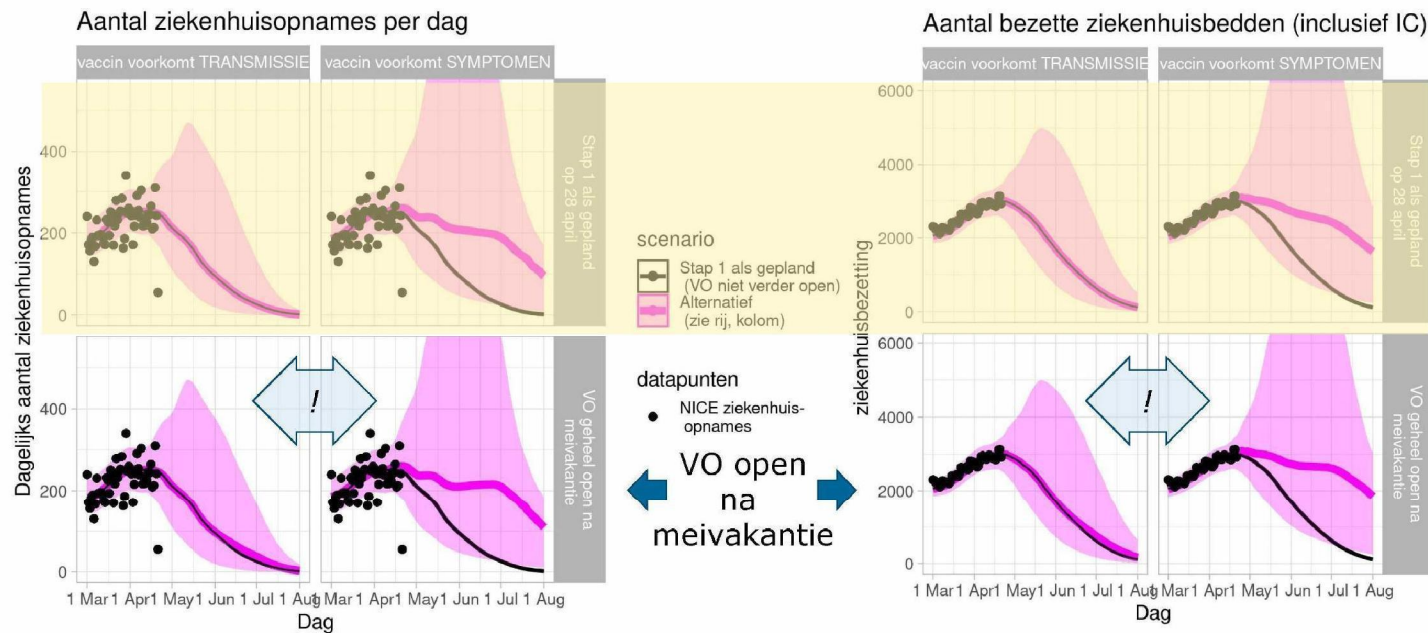 Aantal ziekenhuisopnames per dag
Aantal bezette ziekenhuisbedden (inclusief IC)
vaccin voorkomt TRANSMISSIE
vaccin voorkomt SYMPTOMEN
vaccin voorkomt TRANSMISSIE
vaccin voorkomt SYMPTOMEN
Dagelijks aantal ziekenhuisopnames
400
200
0
Stap 1 als gepland
op 28 april
scenario
Stap 1 als gepland
(VO niet verder open)
Alternatief
(zie rij, kolom)
ziekenhuisbezetting
6000
4000
2000
0
Stap 1 als gepland
op 28 april
400
200
0
!
VO geheel open na
meivakantie
datapunten
NICE ziekenhuis-
opnames
VO open
na
meivakantie
6000
4000
2000
0
!
VO geheel open na
meivakantie
1 Mar 1 Apr 1 May 1 Jun 1 Jul 1 Aug
1 Mar 1 Apr 1 May 1 Jun 1 Jul 1 Aug
Dag
1 Mar 1 Apr 1 May 1 Jun 1 Jul 1 Aug
1 Mar 1 Apr 1 May 1 Jun 1 Jul 1 Aug
Dag